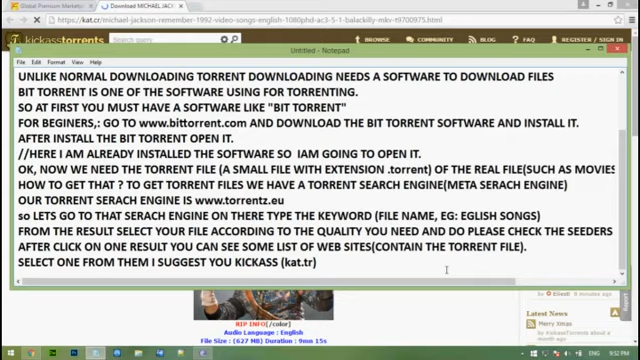 Global Premium Marketp
Download MICHAEL JACK
https://kat.cr/michael-jackson-remember-1992-video-songs-english-1080phd-ac3-5-1-balackilly-mkv-t9700975.html
kickasstorrents
BROWSE
BLOG
FAQ
REGISTER / SIGN IN
Untitled - Notepad
File Edit Format View Help
UNLIKE NORMAL DOWNLOADING TORRENT DOWNLOADING NEEDS A SOFTWARE TO DOWNLOAD FILES
BIT TORRENT IS ONE OF THE SOFTWARE USING FOR TORRENTING.
SO AT FIRST YOU MUST HAVE A SOFTWARE LIKE "BIT TORRENT"
FOR BEGINERS,: GO TO www.bittorrent.com AND DOWNLOAD THE BIT TORRENT SOFTWARE AND INSTALL IT.
AFTER INSTALL THE BIT TORRENT OPEN IT.
//HERE I AM ALREADY INSTALLED THE SOFTWARE SO IAM GOING TO OPEN IT.
OK, NOW WE NEED THE TORRENT FILE (A SMALL FILE WITH EXTENSION .torrent) OF THE REAL FILE(SUCH AS MOVIES
HOW TO GET THAT ? TO GET TORRENT FILES WE HAVE A TORRENT SEARCH ENGINE(META SERACH ENGINE)
OUR TORRENT SERACH ENGINE IS www.torrentz.eu
so LETS GO TO THAT SERACH ENGINE ON THERE TYPE THE KEYWORD (FILE NAME, EG: EGLISH SONGS)
FROM THE RESULT SELECT YOUR FILE ACCORDING TO THE QUALITY YOU NEED AND DO PLEASE CHECK THE SEEDERS
AFTER CLICK ON ONE RESULT YOU CAN SEE SOME LIST OF WEB SITES(CONTAIN THE TORRENT FILE).
SELECT ONE FROM THEM I SUGGEST YOU KICKASS (kat.tr)
RIP INFO[/color]
Audio Language : English
File Size : (627 MB) Duration : 9mn 15s
Latest News
Merry Xmas
Report
ENG
9:52 PM